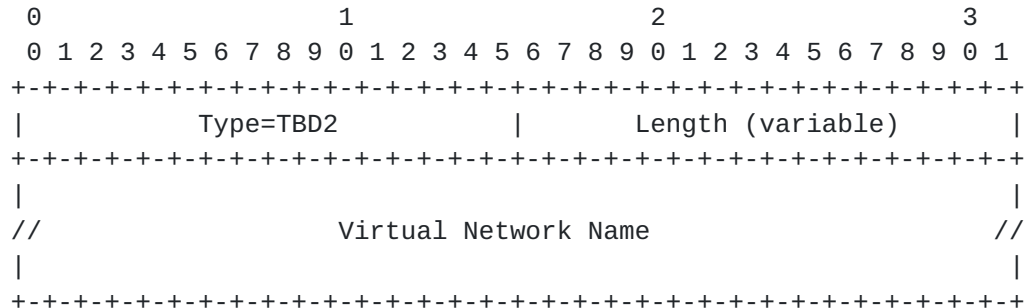 0                   1                   2                   3
 0 1 2 3 4 5 6 7 8 9 0 1 2 3 4 5 6 7 8 9 0 1 2 3 4 5 6 7 8 9 0 1
+-+-+-+-+-+-+-+-+-+-+-+-+-+-+-+-+-+-+-+-+-+-+-+-+-+-+-+-+-+-+-+-+
|           Type=TBD2           |       Length (variable)       |
+-+-+-+-+-+-+-+-+-+-+-+-+-+-+-+-+-+-+-+-+-+-+-+-+-+-+-+-+-+-+-+-+
|                                                               |
//                   Virtual Network Name                      //
|                                                               |
+-+-+-+-+-+-+-+-+-+-+-+-+-+-+-+-+-+-+-+-+-+-+-+-+-+-+-+-+-+-+-+-+